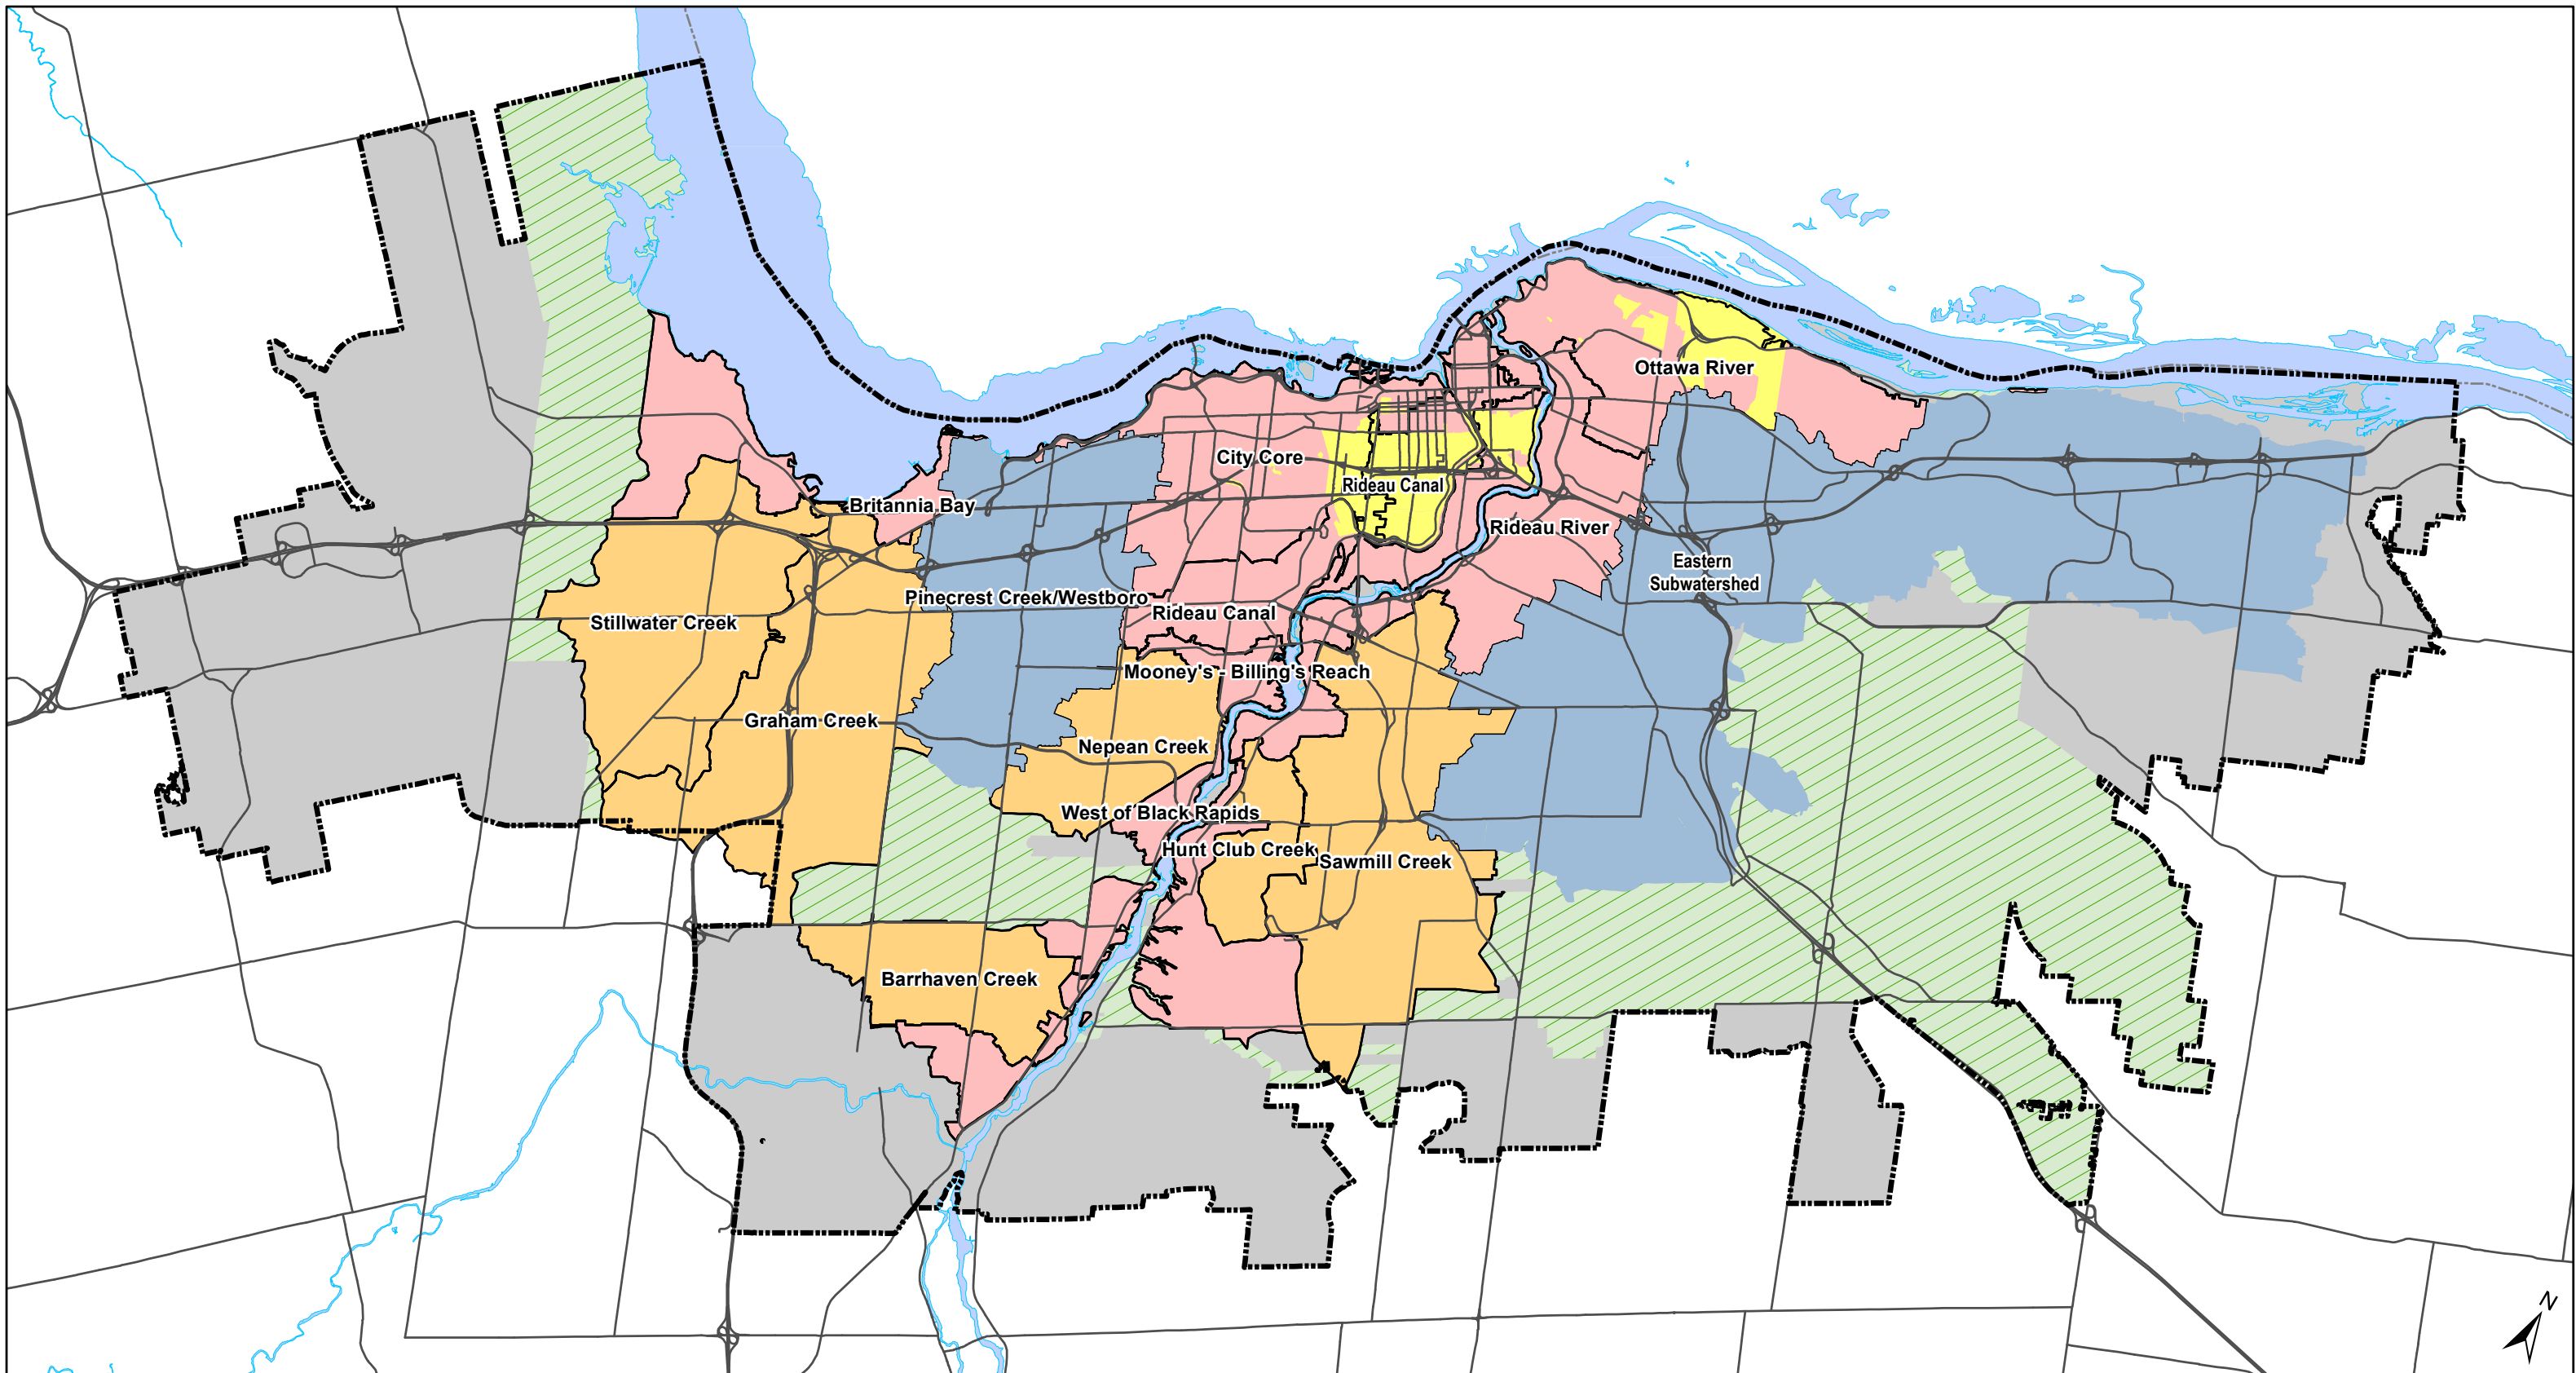 Ottawa River
City Core
Rideau Canal
Britannia Bay
Rideau River
Eastern
Subwatershed
Pinecrest Creek/Westboro
Rideau Canal
Stillwater Creek
Mooney's - Billing's Reach
Graham Creek
Nepean Creek
West of Black Rapids
Hunt Club Creek
Sawmill Creek
Barrhaven Creek
N